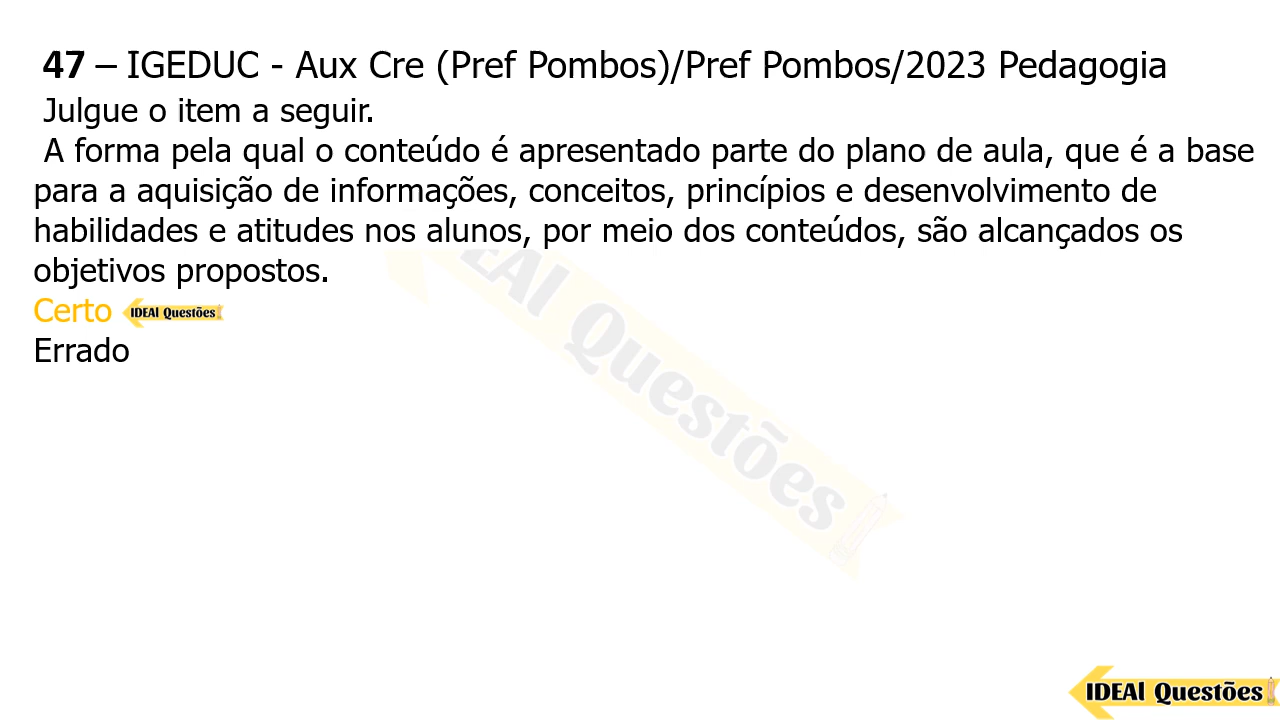 47 – IGEDUC - Aux Cre (Pref Pombos)/Pref Pombos/2023 Pedagogia
Julgue o item a seguir.
A forma pela qual o conteúdo é apresentado parte do plano de aula, que é a base
para a aquisição de informações, conceitos, princípios e desenvolvimento de
habilidades e atitudes nos alunos, por meio dos conteúdos, são alcançados os
objetivos propostos.
Certo IDEAl Questões
Errado
IDEAl Questões
IDEAl Questões